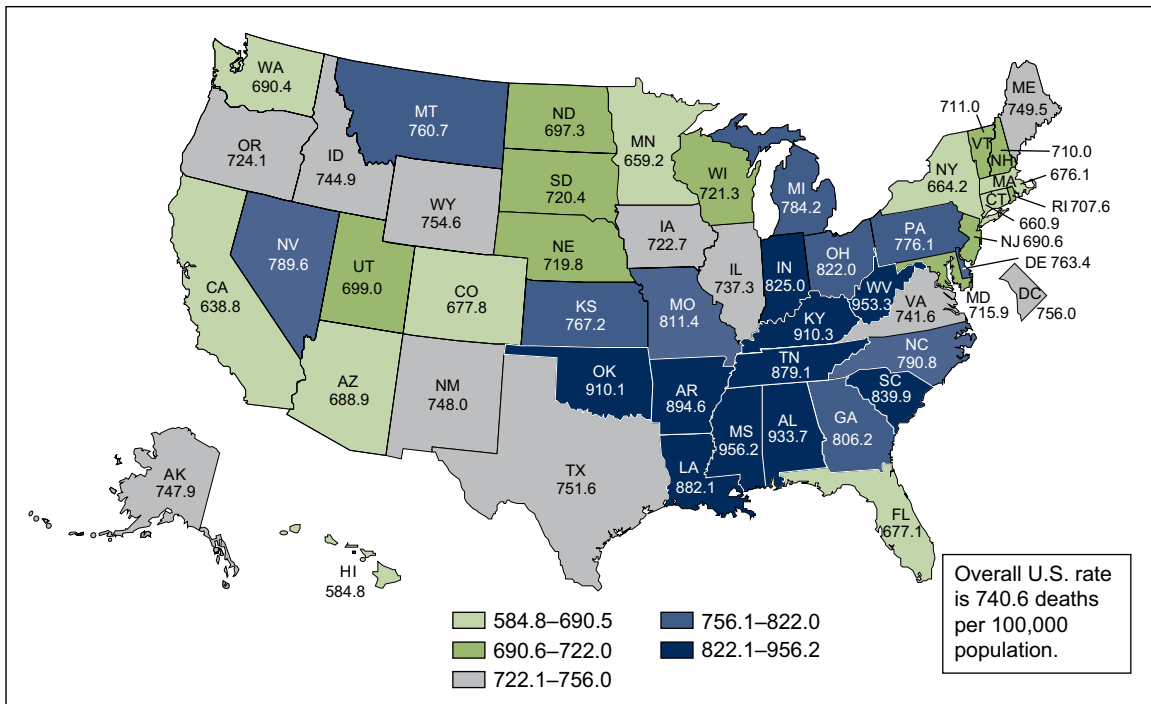 WA
690.4
OR
724.1
CA
638.8
NV
789.6
ID
744.9
MT
760.7
WY
754.6
UT
699.0
CO
677.8
AZ
688.9
NM
748.0
ND
697.3
SD
720.4
NE
719.8
KS
767.2
OK
910.1
TX
751.6
MN
659.2
IA
722.7
MO
811.4
AR
894.6
LA
882.1
WI
721.3
IL
737.3
MI
784.2
IN
825.0
OH
822.0
KY
910.3
TN
879.1
MS
956.2
AL
933.7
GA
806.2
FL
677.1
SC
839.9
NC
790.8
VA
741.6
WV
953.3
PA
776.1
NY
664.2
ME
749.5
711.0
VT
NH
710.0
MA
676.1
CT
660.9
RI 707.6
NJ 690.6
DE 763.4
MD
715.9
DC
756.0
AK
747.9
HI
584.8
584.8–690.5
690.6–722.0
722.1–756.0
756.1–822.0
822.1–956.2
Overall U.S. rate
is 740.6 deaths
per 100,000
population.